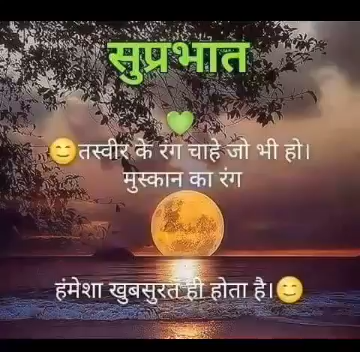 सुप्रभात
💚
😊तस्वीर के रंग चाहे जो भी हो।
मुस्कान का रंग
हंमेशा खुबसुरत ही होता है।😊